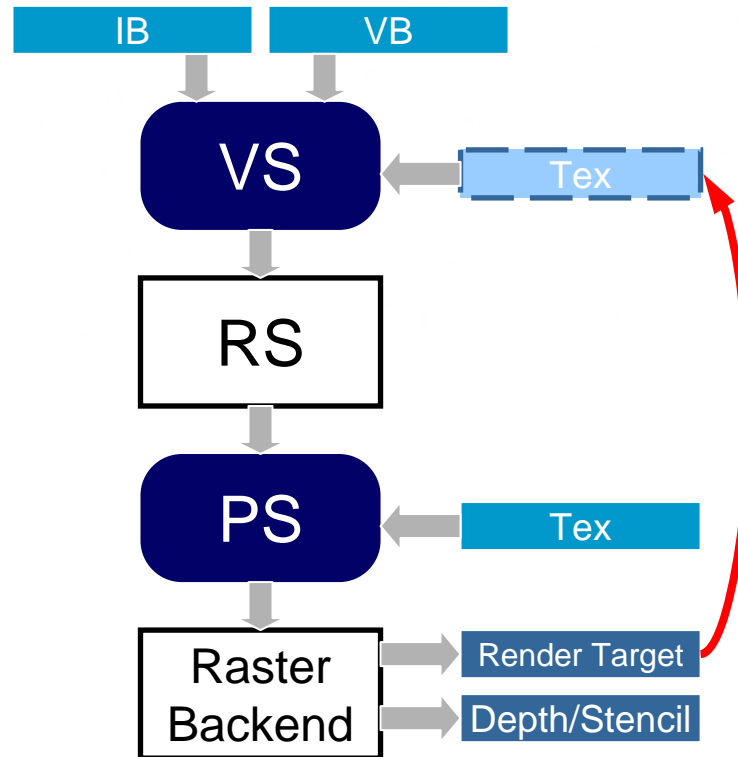 IB
VB
VS
Tex
RS
PS
Tex
Raster
Backend
Render Target
Depth/Stencil